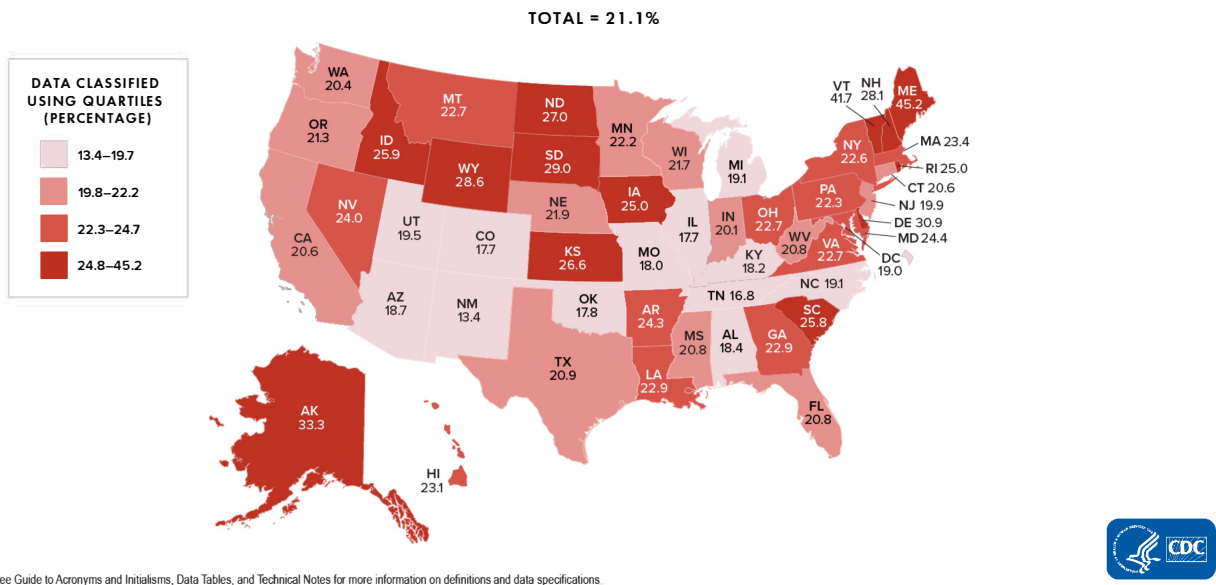 TOTAL = 21.1%
DATA CLASSIFIED
USING QUARTILES
(PERCENTAGE)
13.4–19.7
19.8–22.2
22.3–24.7
24.8–45.2
WA
20.4
OR
21.3
CA
20.6
ID
25.9
NV
24.0
MT
22.7
WY
28.6
UT
19.5
CO
17.7
AZ
18.7
NM
13.4
ND
27.0
SD
29.0
NE
21.9
KS
26.6
OK
17.8
TX
20.9
MN
22.2
IA
25.0
MO
18.0
AR
24.3
LA
22.9
WI
21.7
IL
17.7
MI
19.1
IN
20.1
OH
22.7
KY
18.2
TN 16.8
MS
20.8
AL
18.4
GA
22.9
FL
20.8
SC
25.8
NC 19.1
WV
20.8
VA
22.7
PA
22.3
NY
22.6
VT
41.7
NH
28.1
ME
45.2
MA 23.4
RI 25.0
CT 20.6
NJ 19.9
DE 30.9
MD 24.4
DC
19.0
AK
33.3
HI
23.1
CDC
ee Guide to Acronyms and Initialisms, Data Tables, and Technical Notes for more information on definitions and data specifications.